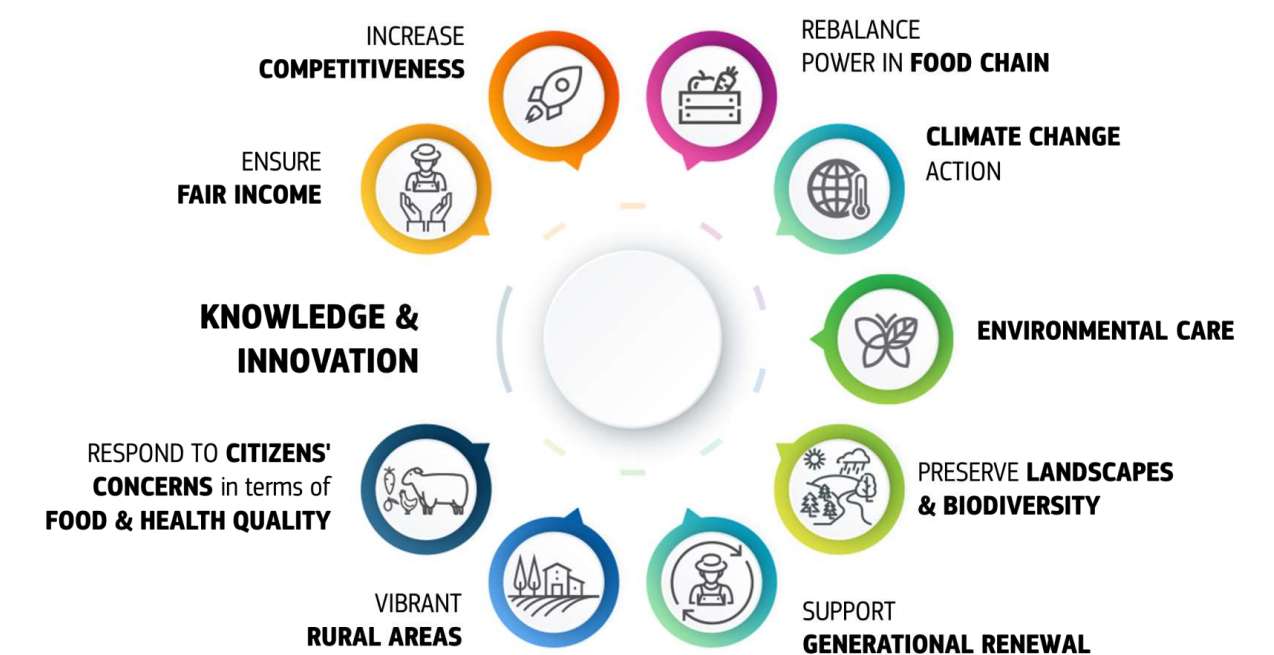 INCREASE
COMPETITIVENESS
REBALANCE
POWER IN FOOD CHAIN
CLIMATE CHANGE
ACTION
ENSURE
FAIR INCOME
KNOWLEDGE &
INNOVATION
ENVIRONMENTAL CARE
RESPOND TO CITIZENS'
CONCERNS in terms of
FOOD & HEALTH QUALITY
PRESERVE LANDSCAPES
& BIODIVERSITY
VIBRANT
RURAL AREAS
SUPPORT
GENERATIONAL RENEWAL